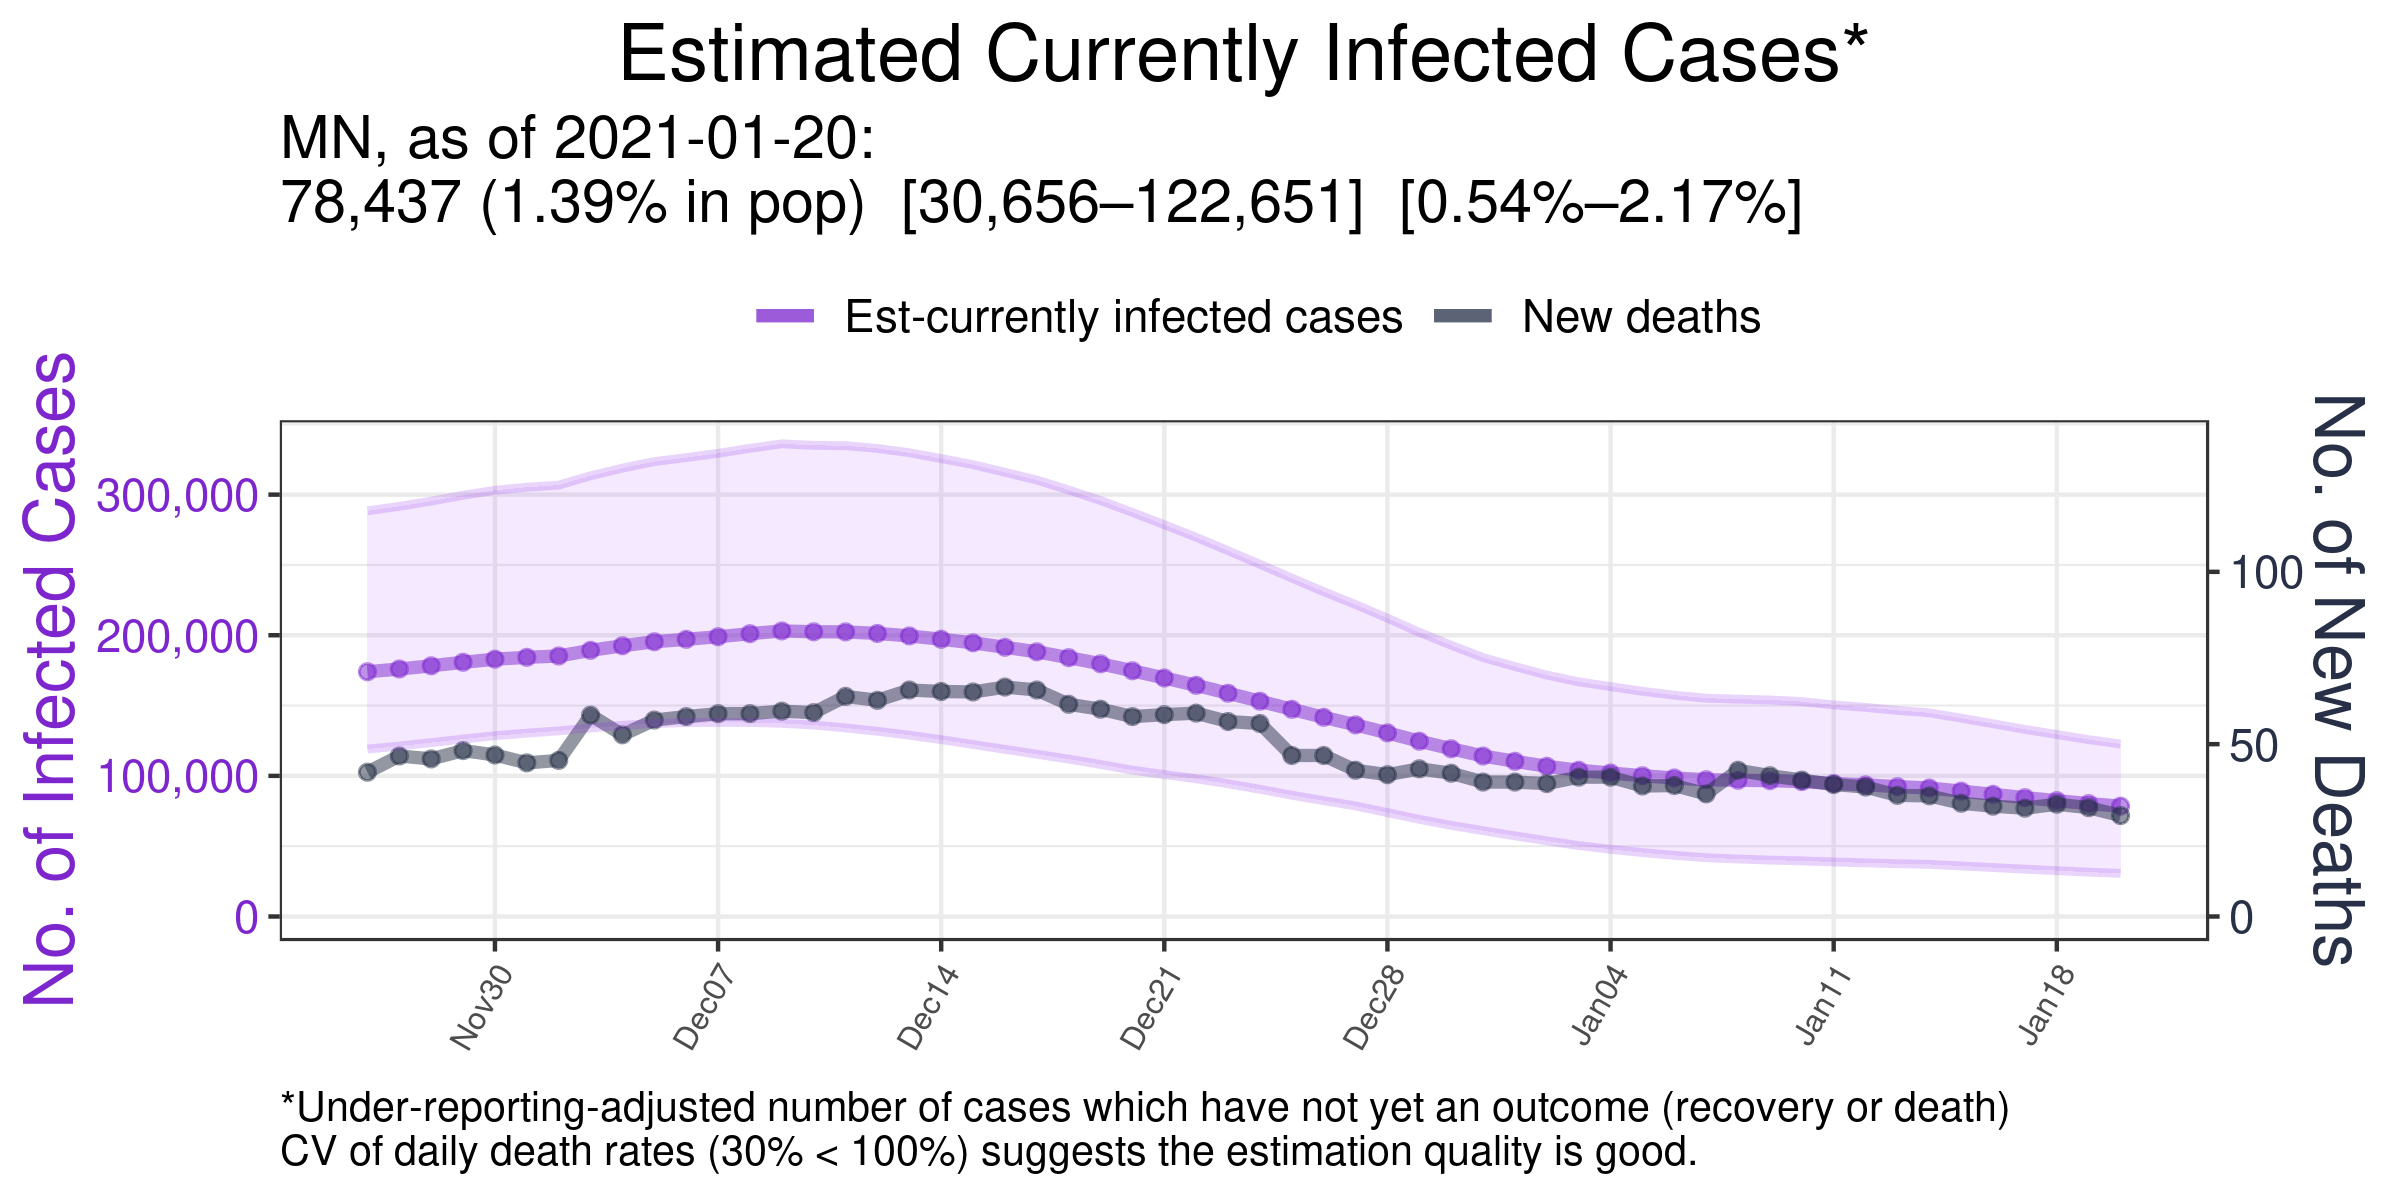 Estimated Currently Infected Cases*
MN, as of 2021-01-20:
78,437 (1.39% in pop) [30,656–122,651] [0.54%–2.17%]
Est-currently infected cases
New deaths
No. of Infected Cases
300,000
200,000
100,000
0
No. of New Deaths
100
50
0
Nov30
Dec07
Dec14
Dec21
Dec28
Jan04
Jan11
Jan18
*Under-reporting-adjusted number of cases which have not yet an outcome (recovery or death)
CV of daily death rates (30% < 100%) suggests the estimation quality is good.